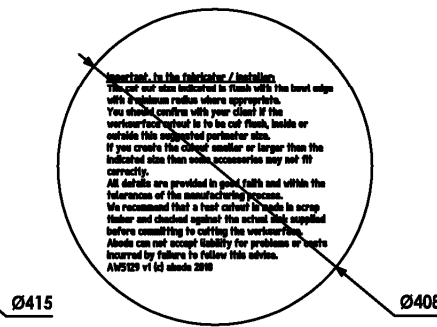 Important, to the fabricator / installer:
The cut out size indicated is flush with the bowl edge
with a minimum radius where appropriate.
You should confirm with your client if the
worksurface cutout is to be cut flush, inside or
outside this suggested perimeter size.
If you create the cutout smaller or larger than the
indicated size then some accessories may not fit
correctly.
All details are provided in good faith and within the
tolerances of the manufacturing process.
We recommend that a test cutout is made in scrap
timber and checked against the actual sink supplied
before committing to cutting the worksurface.
Abode can not accept liability for problems or costs
incurred by failure to follow this advise.
AW5129 v1 (c) abode 2010
Ø415
Ø408